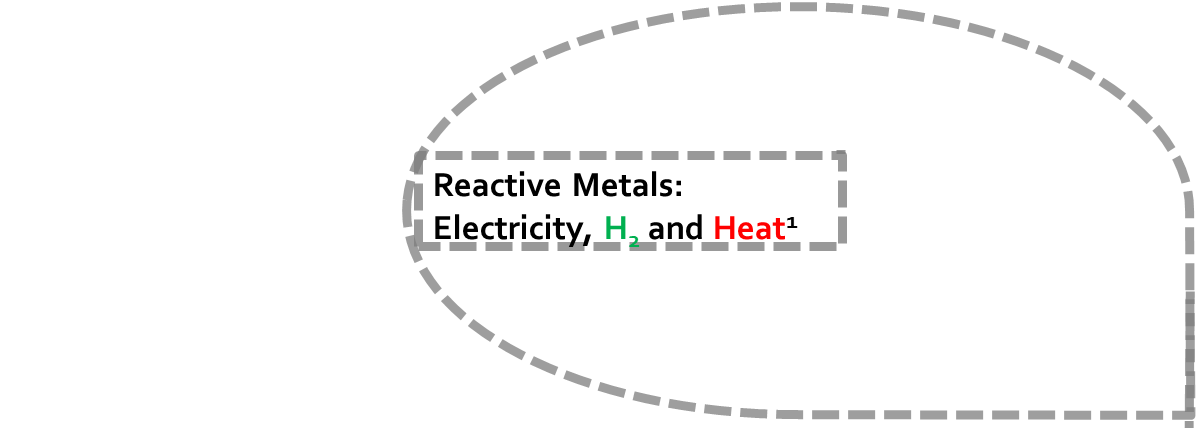 Reactive Metals:
Electricity, H₂ and Heat¹